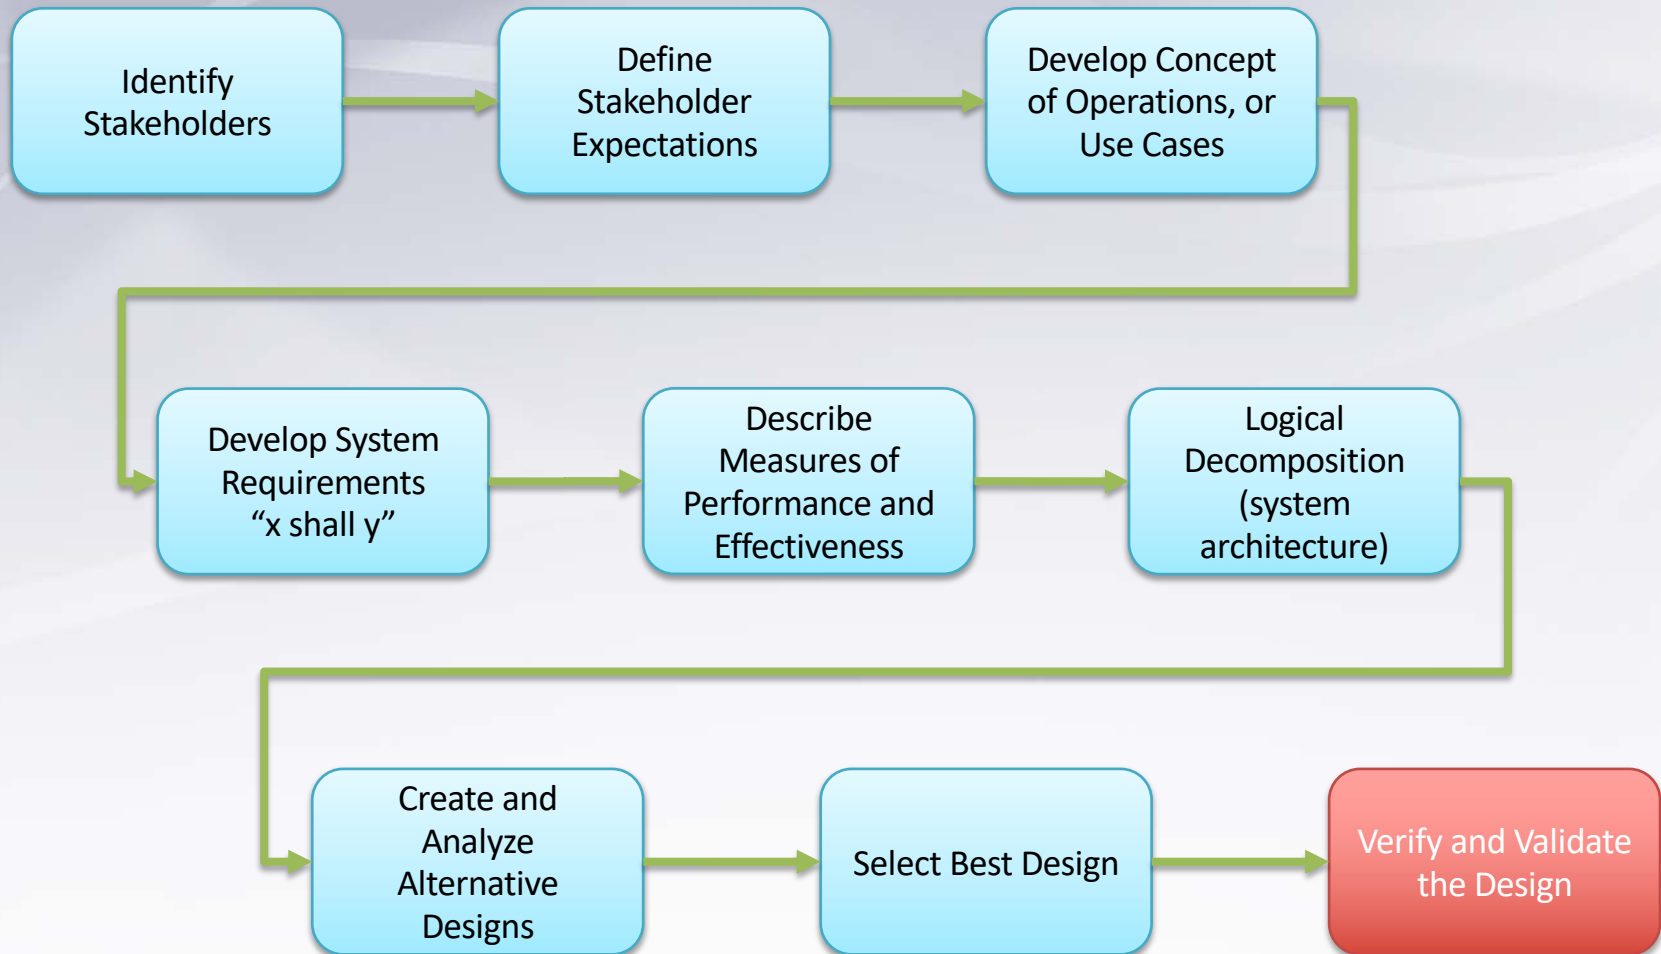 Identify
Stakeholders
Define
Stakeholder
Expectations
Develop Concept
of Operations, or
Use Cases
Develop System
Requirements
“x shall y”
Describe
Measures of
Performance and
Effectiveness
Logical
Decomposition
(system
architecture)
Create and
Analyze
Alternative
Designs
Select Best Design
Verify and Validate
the Design